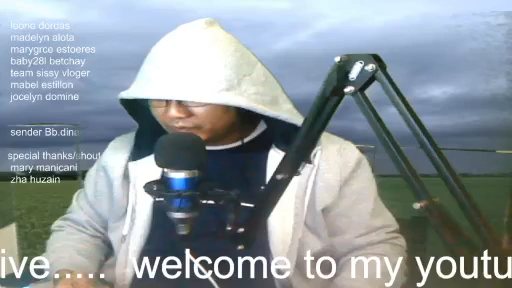 loons dordas
madelyn alota
marygrce estoeres
baby28l betchay
team sissy vloger
mabel estillon
jocelyn domine
sender Bb.dina
special thanks/shout
mary manicani
zha huzain
ive..... welcome to my youtu